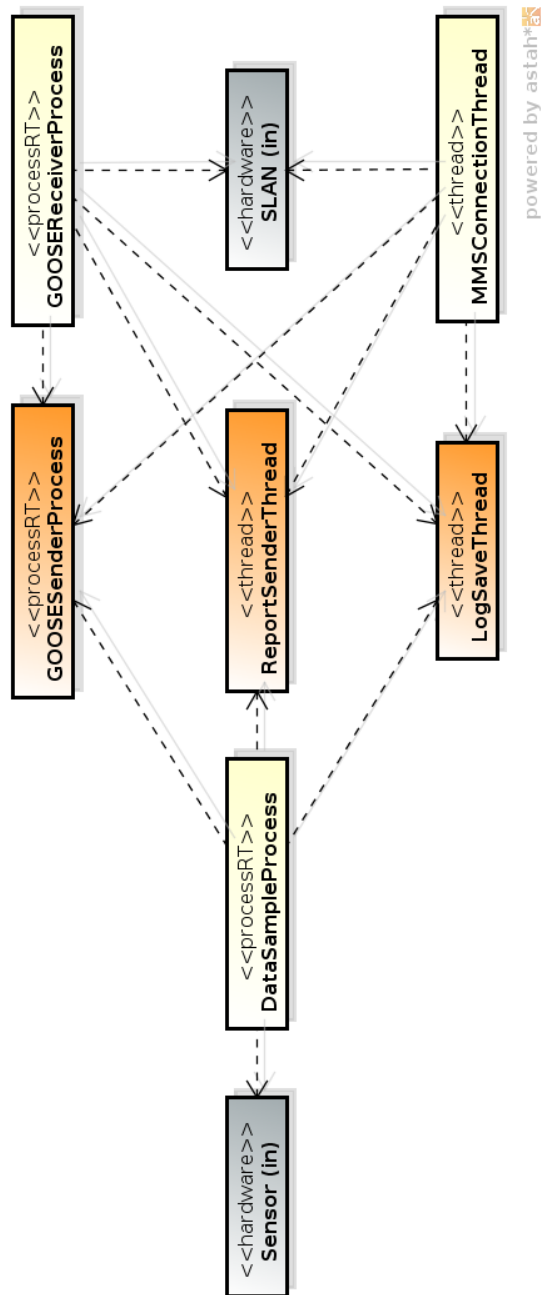 <<processRT>>
GOOSEReceiverProcess
<<hardware>>
SLAN (in)
<<thread>>
MMSConnectionThread
<<processRT>>
GOOSESenderProcess
<<thread>>
ReportSenderThread
<<thread>>
LogSaveThread
<<processRT>>
DataSampleProcess
<<hardware>>
Sensor (in)
powered by astah*